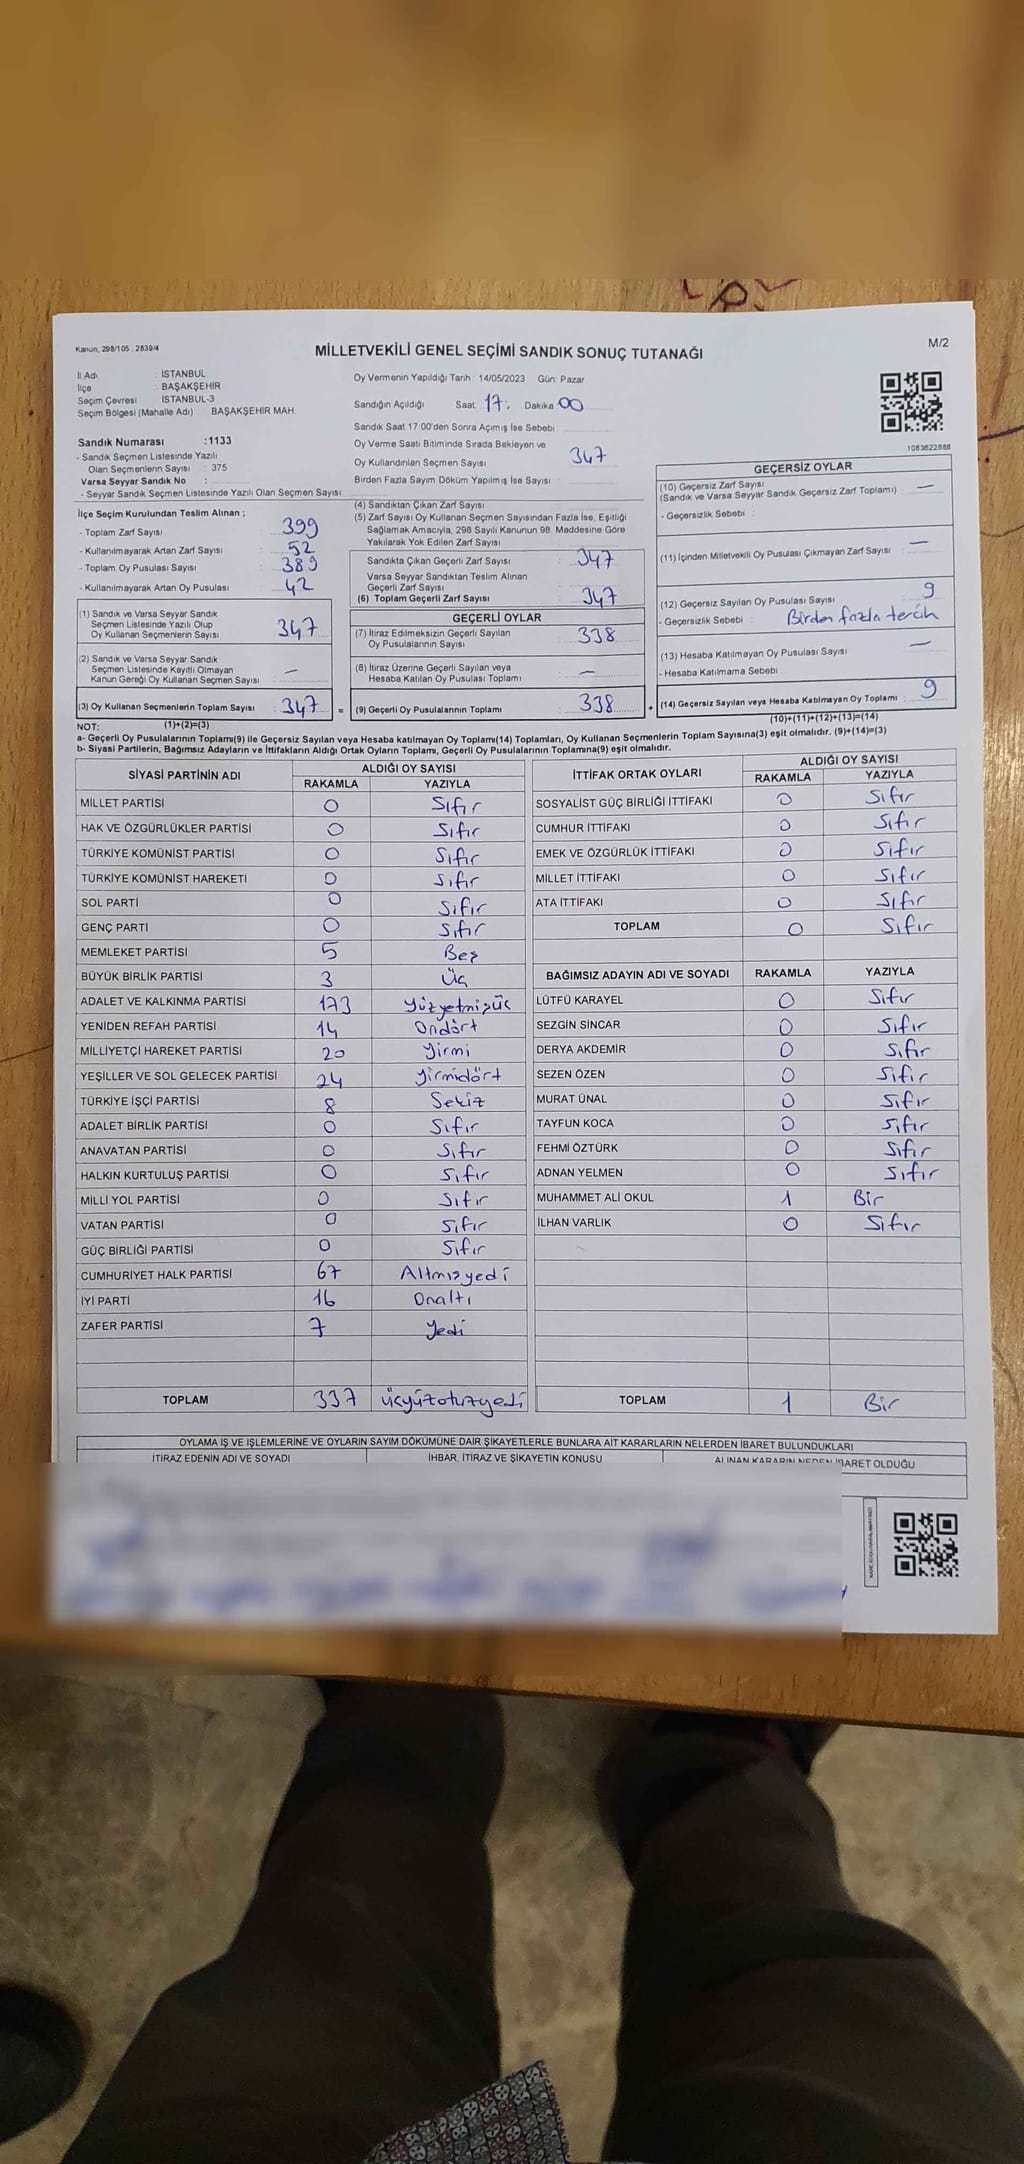 Kanun; 298/105 , 2839/4
MİLLETVEKİLİ GENEL SEÇİMİ SANDIK SONUÇ TUTANAĞI
M/2
İl Adı : İSTANBUL
İlçe : BAŞAKŞEHİR
Seçim Çevresi : İSTANBUL-3
Seçim Bölgesi (Mahalle Adı) BAŞAKŞEHİR MAH.
Sandık Numarası :1133
- Sandık Seçmen Listesinde Yazılı
Olan Seçmenlerin Sayısı : 375
Varsa Seyyar Sandık No :
- Seyyar Sandık Seçmen Listesinde Yazılı Olan Seçmen Sayısı:
Oy Vermenin Yapıldığı Tarih : 14/05/2023 Gün: Pazar
Sandığın Açıldığı Saat: 17: Dakika 00
Sandık Saat 17:00'den Sonra Açmış İse Sebebi
Oy Verme Saati Bitiminde Sırada Bekleyen ve
Oy Kullandırılan Seçmen Sayısı 347
Birden Fazla Sayım Döküm Yapılmış İse Sayısı :
1083622888
İlçe Seçim Kurulundan Teslim Alınan ;
- Toplam Zarf Sayısı : 399
- Kullanılmayarak Artan Zarf Sayısı : 52
- Toplam Oy Pusulası Sayısı : 389
- Kullanılmayarak Artan Oy Pusulası : 42
(1) Sandık ve Varsa Seyyar Sandık
Seçmen Listesinde Yazılı Olup
Oy Kullanan Seçmenlerin Sayısı : 347
(2) Sandık ve Varsa Seyyar Sandık
Seçmen Listesinde Kayıtlı Olmayan
Kanun Gereği Oy Kullanan Seçmen Sayısı : —
(3) Oy Kullanan Seçmenlerin Toplam Sayısı : 347 =
(1)+(2)=(3)
(4) Sandıktan Çıkan Zarf Sayısı
(5) Zarf Sayısı Oy Kullanan Seçmen Sayısından Fazla İse, Eşitliği
Sağlamak Amacıyla, 298 Sayılı Kanunun 98. Maddesine Göre
Yakılarak Yok Edilen Zarf Sayısı
Sandıkta Çıkan Geçerli Zarf Sayısı : 347
Varsa Seyyar Sandıktan Teslim Alınan
Geçerli Zarf Sayısı
(6) Toplam Geçerli Zarf Sayısı : 347
GEÇERLİ OYLAR
(7) İtiraz Edilmeksizin Geçerli Sayılan
Oy Pusulalarının Sayısı : 338
(8) İtiraz Üzerine Geçerli Sayılan veya
Hesaba Katılan Oy Pusulası Toplamı : —
(9) Geçerli Oy Pusulalarının Toplamı : 338 +
GEÇERSİZ OYLAR
(10) Geçersiz Zarf Sayısı
(Sandık ve Varsa Seyyar Sandık Geçersiz Zarf Toplamı) : —
- Geçersizlik Sebebi :
(11) İçinden Milletvekili Oy Pusulası Çıkmayan Zarf Sayısı : —
(12) Geçersiz Sayılan Oy Pusulası Sayısı : 9
- Geçersizlik Sebebi : Birden fazla tercih
(13) Hesaba Katılmayan Oy Pusulası Sayısı : —
- Hesaba Katılmama Sebebi :
(14) Geçersiz Sayılan veya Hesaba Katılmayan Oy Toplamı : 9
(10)+(11)+(12)+(13)=(14)
NOT:
a- Geçerli Oy Pusulalarının Toplamı(9) ile Geçersiz Sayılan veya Hesaba katılmayan Oy Toplamı(14) Toplamları, Oy Kullanan Seçmenlerin Toplam Sayısına(3) eşit olmalıdır. (9)+(14)=(3)
b- Siyasi Partilerin, Bağımsız Adayların ve İttifakların Aldığı Ortak Oyların Toplamı, Geçerli Oy Pusulalarının Toplamına(9) eşit olmalıdır.
SİYASİ PARTİNİN ADI ALDIĞI OY SAYISI
RAKAMLA YAZIYLA
MİLLET PARTİSİ 0 Sıfır
HAK VE ÖZGÜRLÜKLER PARTİSİ 0 Sıfır
TÜRKİYE KOMÜNİST PARTİSİ 0 Sıfır
TÜRKİYE KOMÜNİST HAREKETİ 0 Sıfır
SOL PARTİ 0 Sıfır
GENÇ PARTİ 0 Sıfır
MEMLEKET PARTİSİ 5 Beş
BÜYÜK BİRLİK PARTİSİ 3 Üç
ADALET VE KALKINMA PARTİSİ 173 Yüzyetmişüç
YENİDEN REFAH PARTİSİ 14 Ondört
MİLLİYETÇİ HAREKET PARTİSİ 20 Yirmi
YEŞİLLER VE SOL GELECEK PARTİSİ 24 Yirmidört
TÜRKİYE İŞÇİ PARTİSİ 8 Sekiz
ADALET BİRLİK PARTİSİ 0 Sıfır
ANAVATAN PARTİSİ 0 Sıfır
HALKIN KURTULUŞ PARTİSİ 0 Sıfır
MİLLİ YOL PARTİSİ 0 Sıfır
VATAN PARTİSİ 0 Sıfır
GÜÇ BİRLİĞİ PARTİSİ 0 Sıfır
CUMHURİYET HALK PARTİSİ 67 Altmışyedi
İYİ PARTİ 16 Onaltı
ZAFER PARTİSİ 7 Yedi
TOPLAM 337 üçyüzotuzyedi
İTTİFAK ORTAK OYLARI ALDIĞI OY SAYISI
RAKAMLA YAZIYLA
SOSYALİST GÜÇ BİRLİĞİ İTTİFAKI 0 Sıfır
CUMHUR İTTİFAKI 0 Sıfır
EMEK VE ÖZGÜRLÜK İTTİFAKI 0 Sıfır
MİLLET İTTİFAKI 0 Sıfır
ATA İTTİFAKI 0 Sıfır
TOPLAM 0 Sıfır
BAĞIMSIZ ADAYIN ADI VE SOYADI RAKAMLA YAZIYLA
LÜTFÜ KARAYEL 0 Sıfır
SEZGİN SİNCAR 0 Sıfır
DERYA AKDEMİR 0 Sıfır
SEZEN ÖZEN 0 Sıfır
MURAT ÜNAL 0 Sıfır
TAYFUN KOCA 0 Sıfır
FEHMİ ÖZTÜRK 0 Sıfır
ADNAN YELMEN 0 Sıfır
MUHAMMET ALİ OKUL 1 Bir
İLHAN VARLIK 0 Sıfır
TOPLAM 1 Bir
OYLAMA İŞ VE İŞLEMLERİNE VE OYLARIN SAYIM DÖKÜMÜNE DAİR ŞİKAYETLERLE BUNLARA AİT KARARLARIN NELERDEN İBARET BULUNDUKLARI
İTİRAZ EDENİN ADI VE SOYADI İHBAR, İTİRAZ VE ŞİKAYETİN KONUSU ALINAN KARARIN NEDEN İBARET OLDUĞU